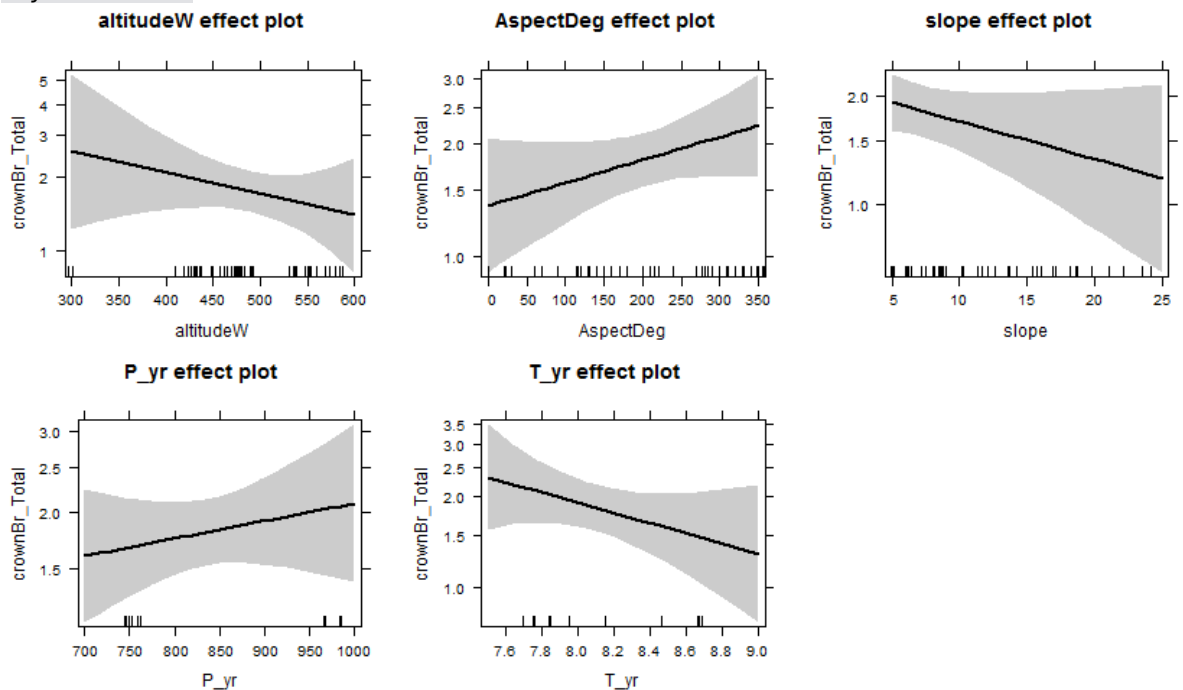 altitudeW effect plot
crownBr_Total
5
4
3
2
1
300 350 400 450 500 550 600
altitudeW
AspectDeg effect plot
crownBr_Total
3.0
2.5
2.0
1.5
1.0
0 50 100 150 200 250 300 350
AspectDeg
slope effect plot
crownBr_Total
2.0
1.5
1.0
5 10 15 20 25
slope
P_yr effect plot
crownBr_Total
3.0
2.5
2.0
1.5
700 750 800 850 900 950 1000
P_yr
T_yr effect plot
crownBr_Total
3.5
3.0
2.5
2.0
1.5
1.0
7.6 7.8 8.0 8.2 8.4 8.6 8.8 9.0
T_yr